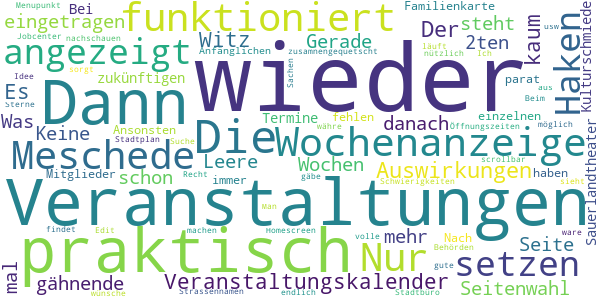 Menupunkt
Familienkarte
Bei
eingetragen
funktioniert
Der
steht
usw
Jobcenter
nachschauen
Witz
kaum
Haken
kulturschmiede
angezeigt
Anfänglichen
zusammengequetscht
Gerade
2ten
läuft
nützlich
Ich
Idee
sorgt
zukünftigen
wieder
Sachen
parat
aus
Es
Sterne
Dann
Termine
fehlen
einzelnen
Beim
Was
Ansonsten
Die
währe
danach
Öffnungszeiten
möglich
Keine
Stadtplan
Suche
Wochenanzeige
Meschede
Leere
Wochen
scrollbar
Mitglieder
schon
Recht
immer
gäbe
Auswirkungen
Schwierigkeiten
haben
sieht
Sauerlandtheater
Veranstaltungen
findet
Edit
Man
machen
Homescreen
volle
mehr
Nach
Behörden
Seite
ware
mal
praktisch
Nur
setzen
gähnende
Veranstaltungskalender
gute
Seitenwahl
wünsche
Strassennamen
endlich
Stadtbüro